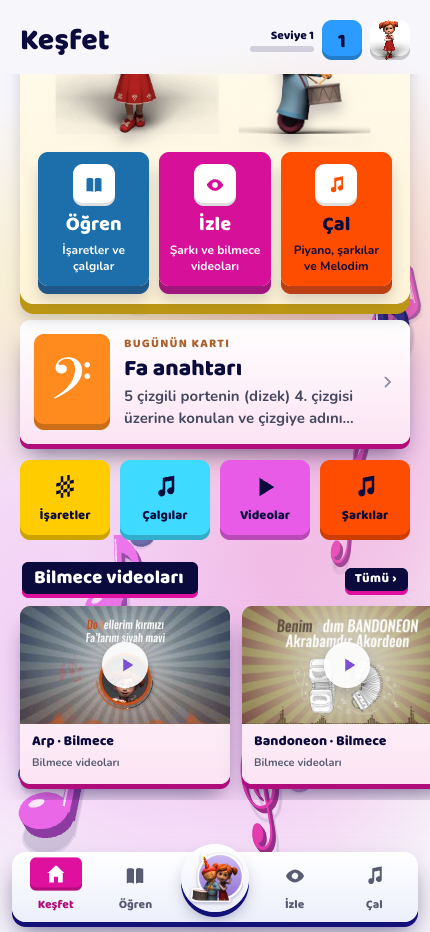 Keşfet
Seviye 1
1
Öğren
İşaretler ve
çalgılar
İzle
Şarkı ve bilmece
videoları
Çal
Piyano, şarkılar
ve Melodim
BUGÜNÜN KARTI
Fa anahtarı
5 çizgili portenin (dizek) 4. çizgisi
üzerine konulan ve çizgiye adını...
İşaretler
Çalgılar
Videolar
Şarkılar
Bilmece videoları
Tümü ›
Do' ellerim kırmızı
Fa'larım siyah mavi
Benim dım BANDONEON
Akrabamdır Akordeon
Arp · Bilmece
Bilmece videoları
Bandoneon · Bilmece
Bilmece videoları
Keşfet
Öğren
İzle
Çal